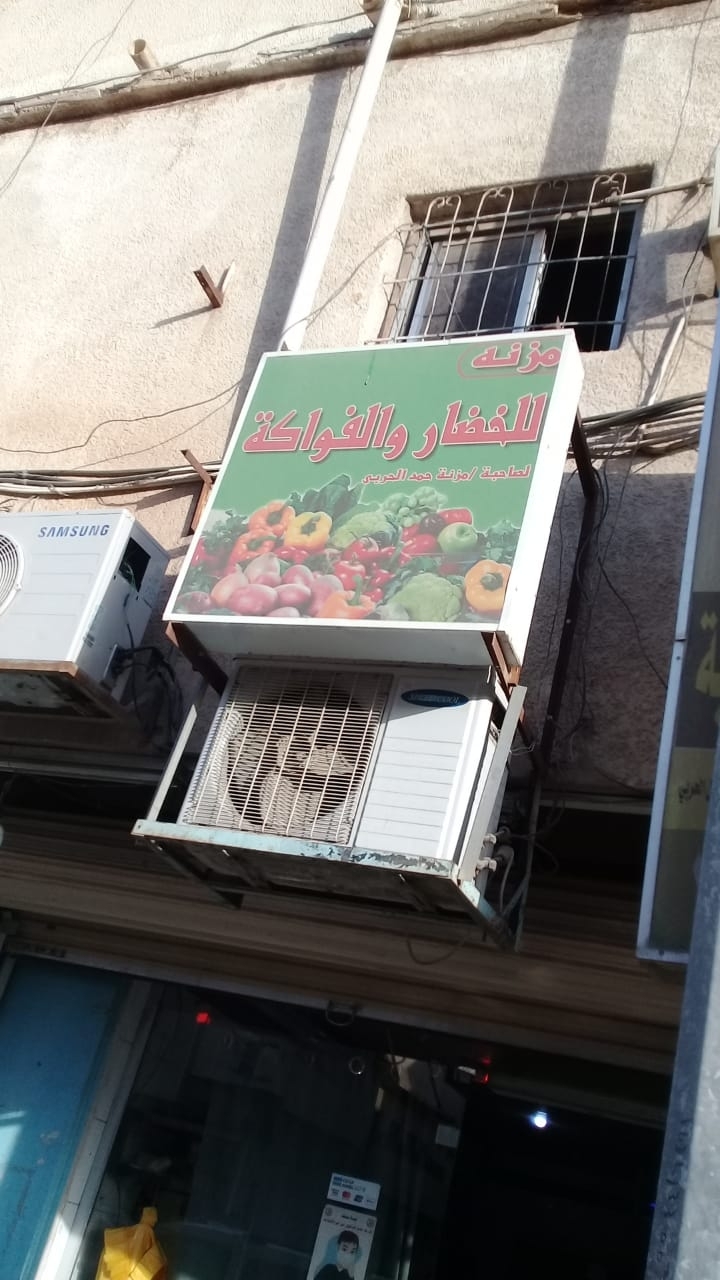 مزنه
للخضار والفواكة
لصاحبة /مزنة حمد الحربي
SAMSUNG